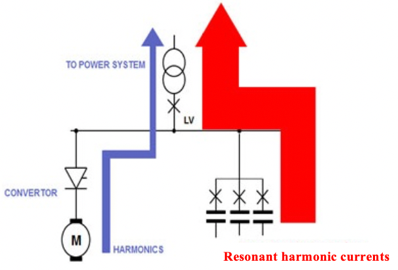 TO POWER SYSTEM
LV
CONVERTOR
M
HARMONICS
Resonant harmonic currents